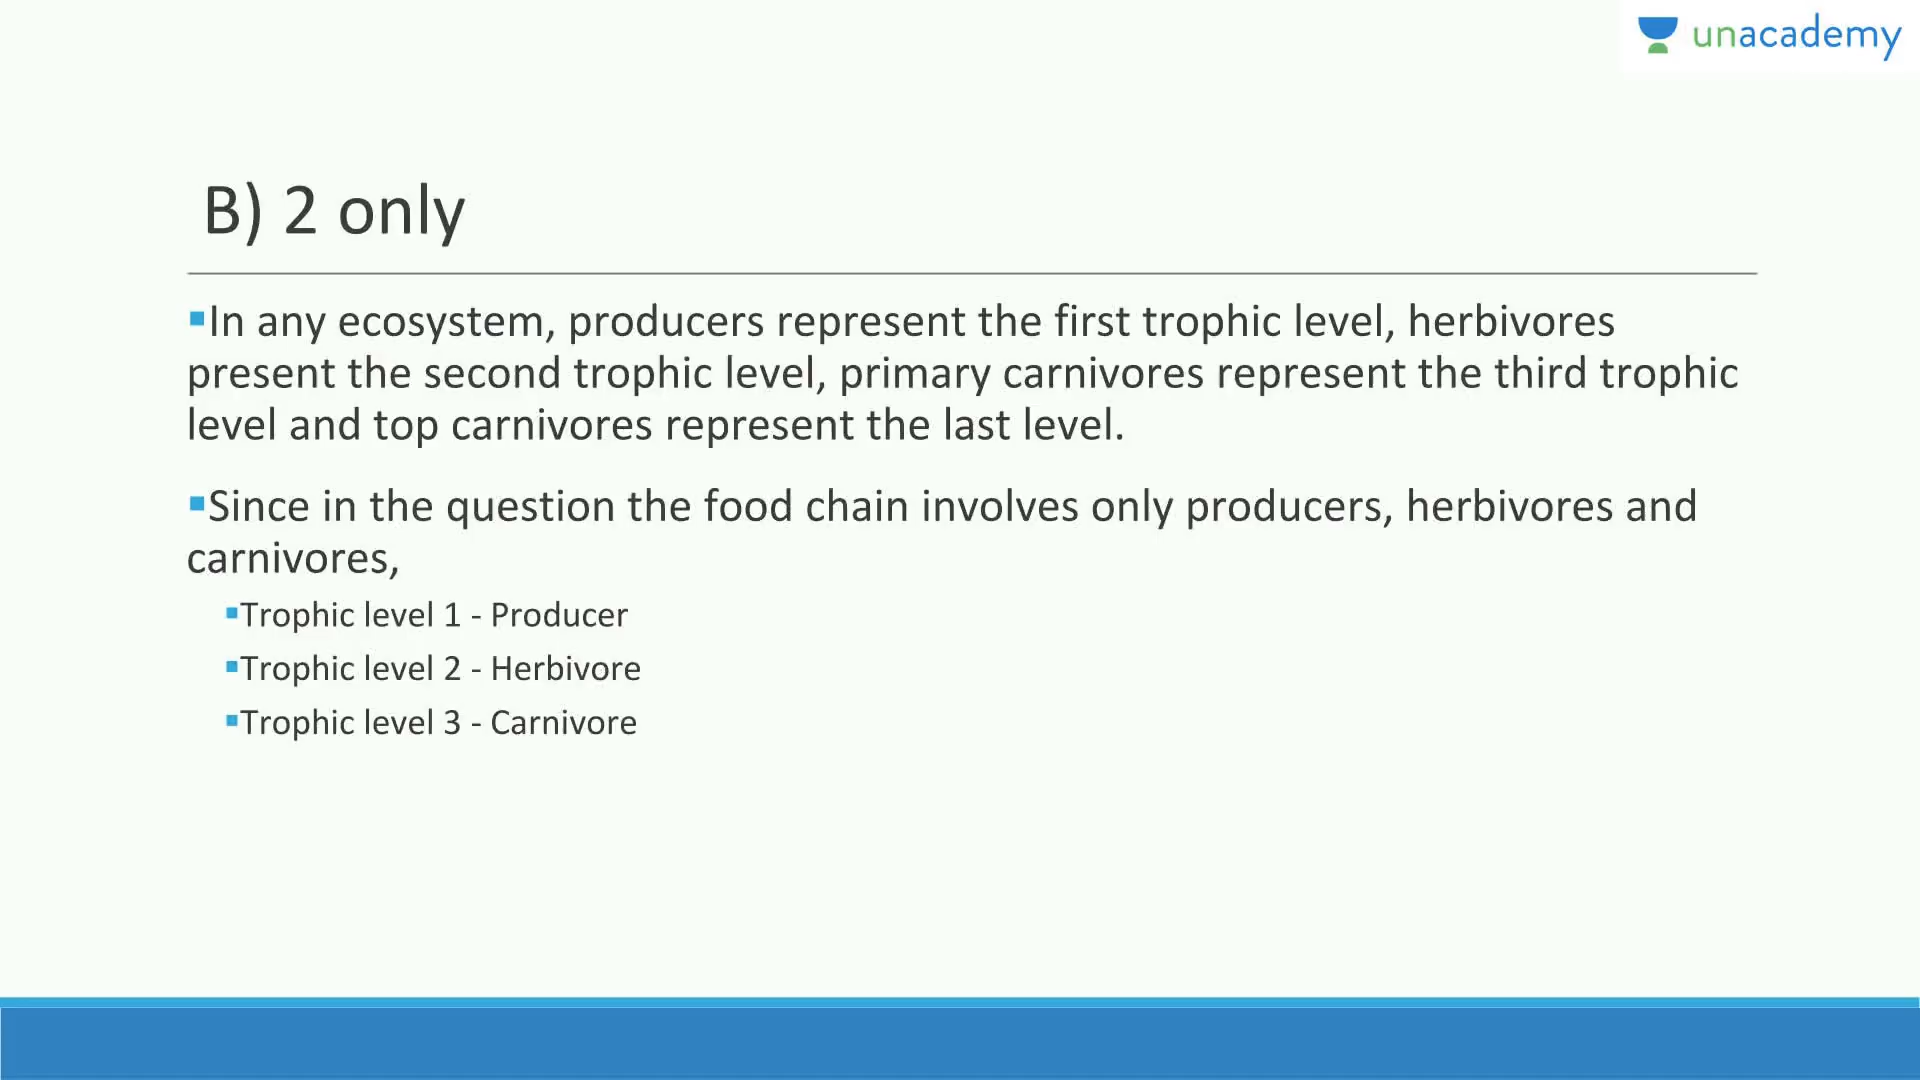 unacademy
B) 2 only
▪In any ecosystem, producers represent the first trophic level, herbivores
present the second trophic level, primary carnivores represent the third trophic
level and top carnivores represent the last level.
▪Since in the question the food chain involves only producers, herbivores and
carnivores,
▪Trophic level 1 - Producer
▪Trophic level 2 - Herbivore
▪Trophic level 3 - Carnivore